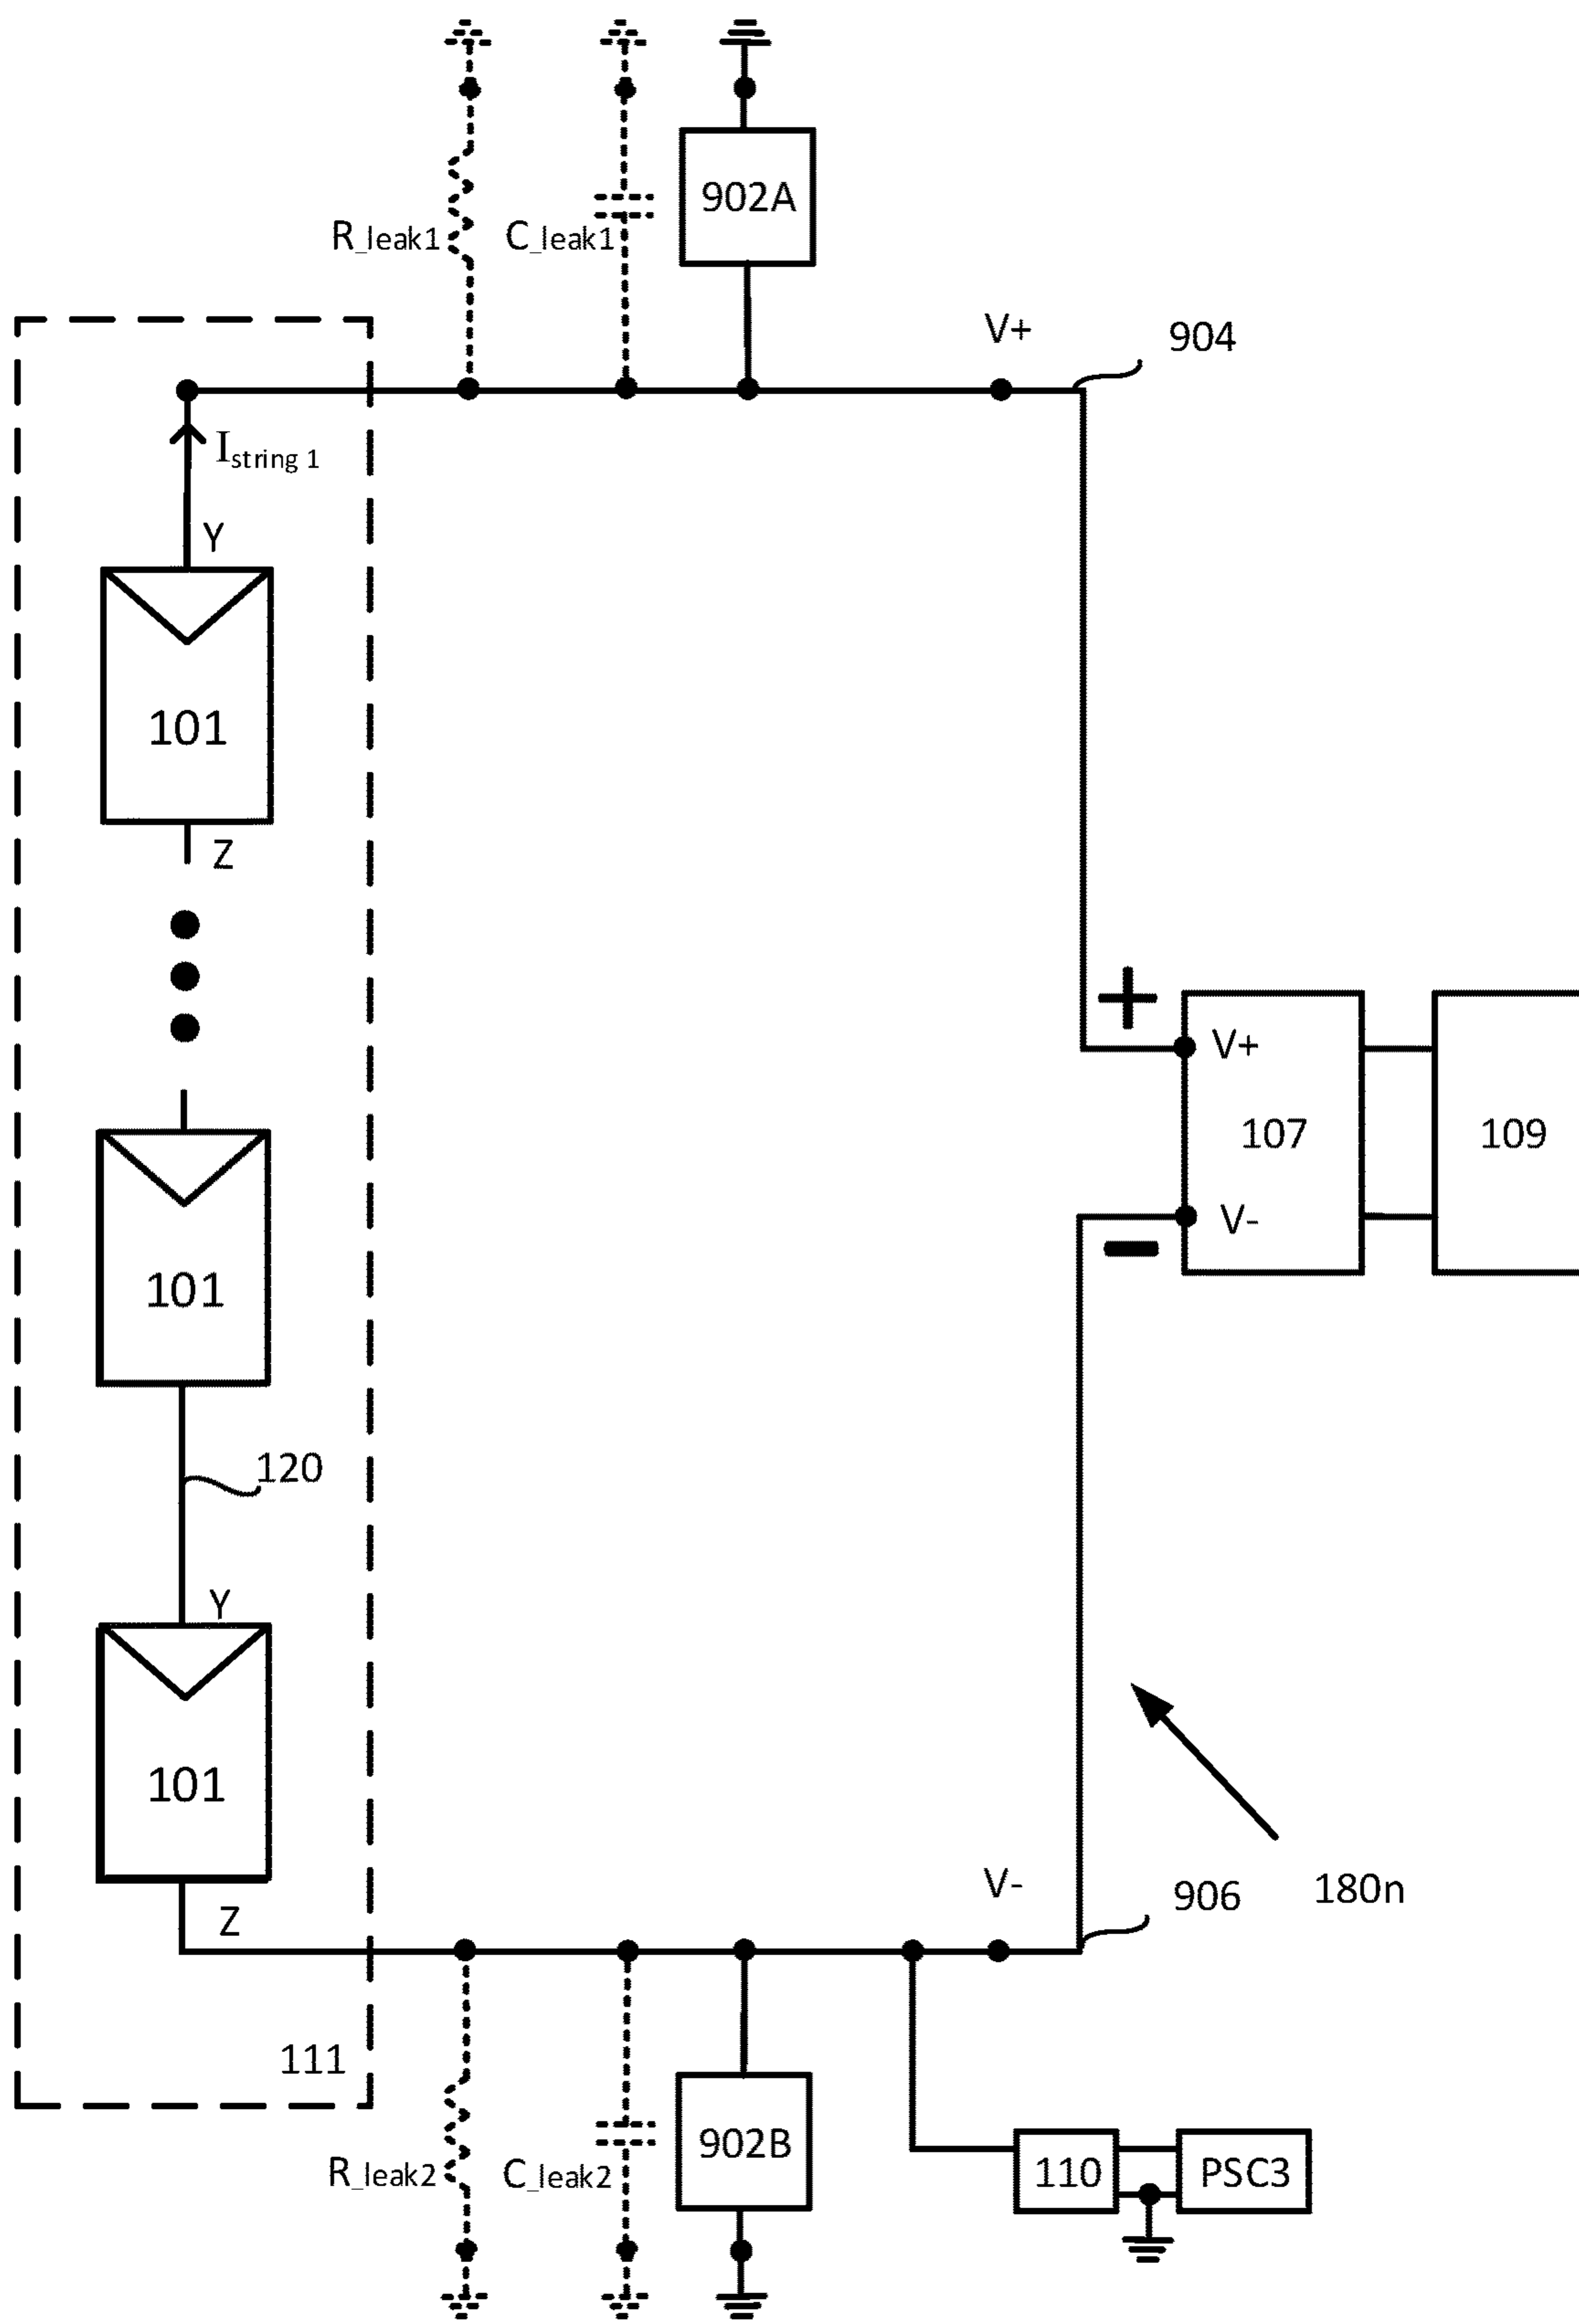 902A
R_leak1
C_leak1
V+
904
I string 1
Y
101
Z
+
V+
107
109
V-
101
120
Y
101
V-
906
180n
Z
111
902B
R_leak2
C_leak2
110
PSC3